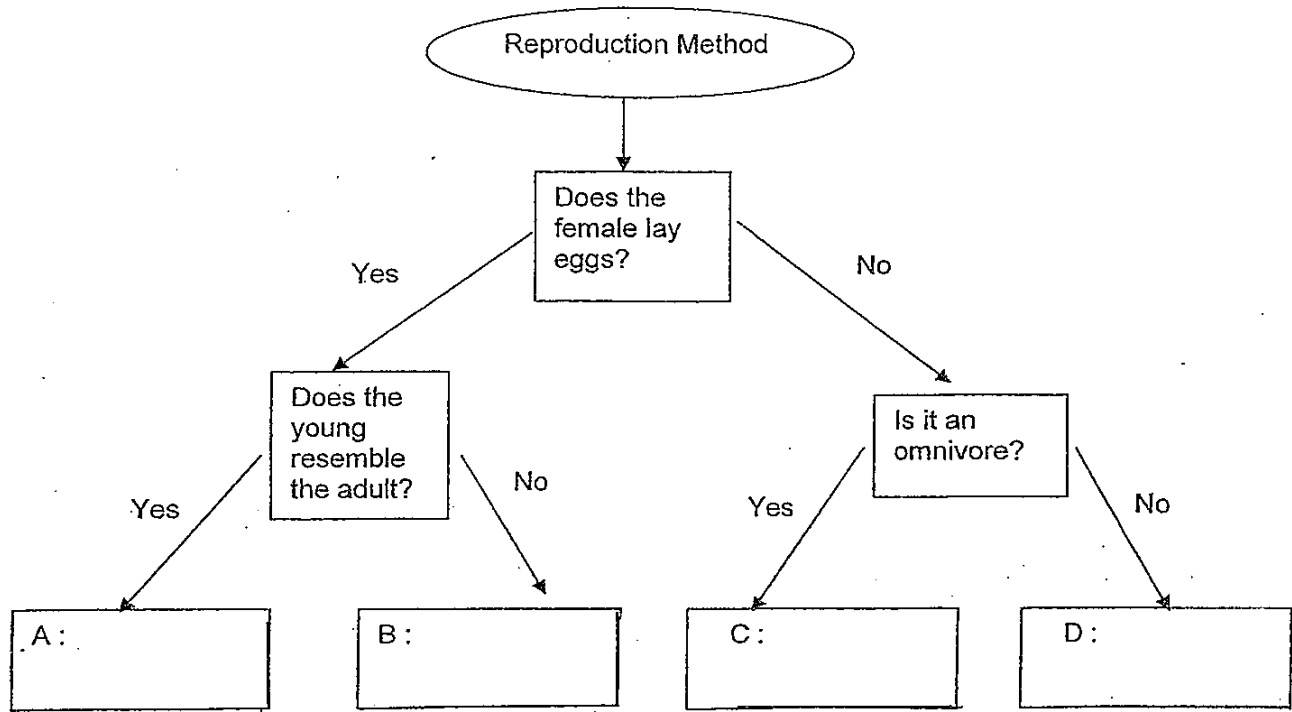 Reproduction Method
Does the
female lay
eggs?
Yes
No
Does the
young
resemble
the adult?
Is it an
omnivore?
Yes
No
Yes
No
A :
B :
C :
D :